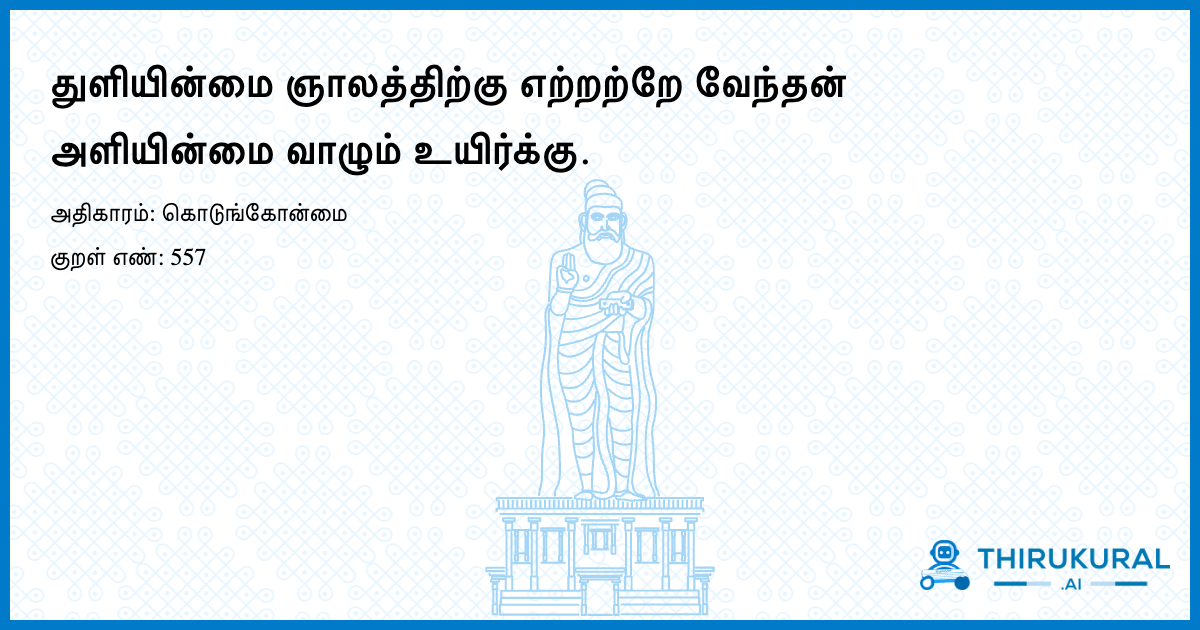 துளியின்மை ஞாலத்திற்கு எற்றற்றே வேந்தன்
அளியின்மை வாழும் உயிர்க்கு.
அதிகாரம்: கொடுங்கோன்மை
குறள் எண்: 557
THIRUKURAL
.AI